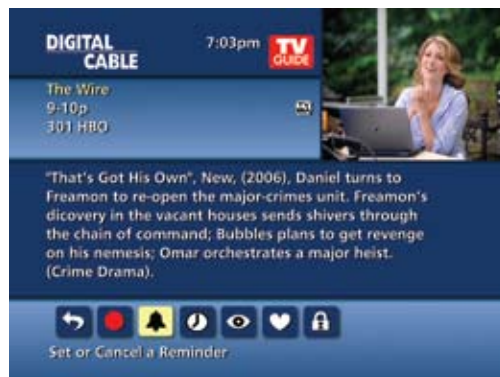 DIGITAL
CABLE
7:03pm
TV
GUIDE
The Wire
9-10p
301 HBO
"That's Got His Own", New, (2006), Daniel turns to
Freamon to re-open the major-crimes unit. Freamon's
dicovery in the vacant houses sends shivers through
the chain of command; Bubbles plans to get revenge
on his nemesis; Omar orchestrates a major heist.
(Crime Drama).
Set or Cancel a Reminder